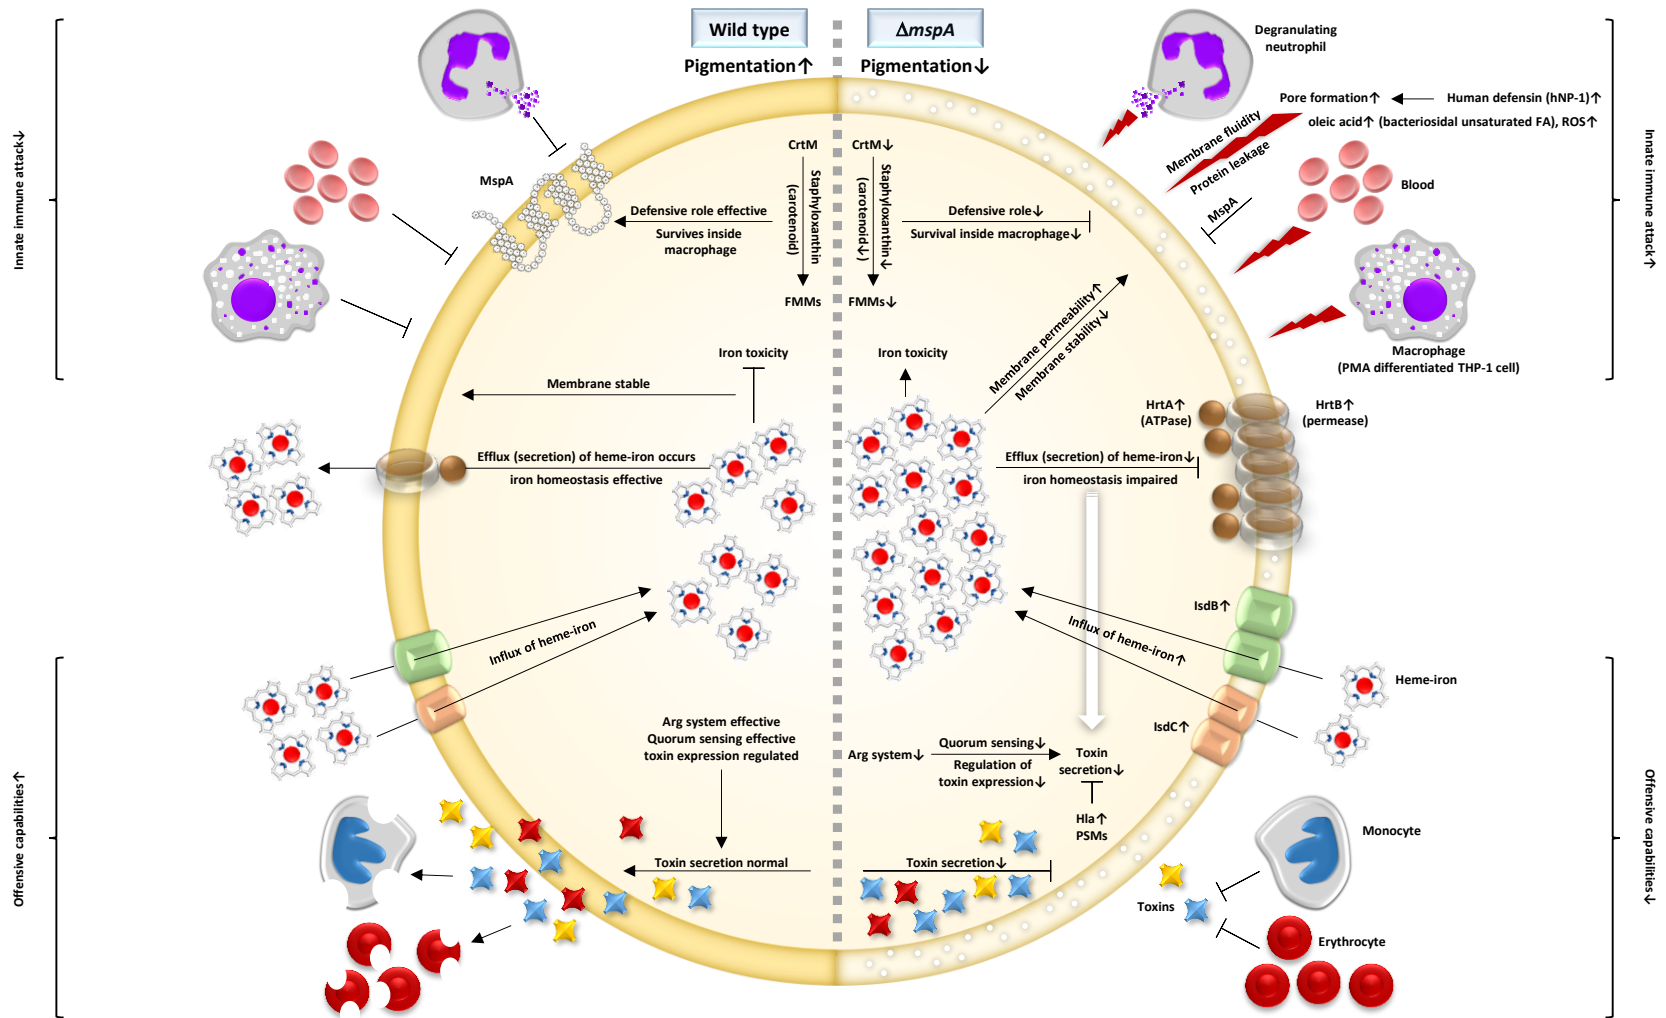 Wild type
ΔmspA
Pigmentation↑
Pigmentation↓
Innate immune attack↓
Offensive capabilities↑
MspA
CrtM
Staphyloxanthin
(carotenoid)
FMMs
Defensive role effective
Survives inside
macrophage
Iron toxicity
Membrane stable
Efflux (secretion) of heme-iron occurs
iron homeostasis effective
Influx of heme-iron
Arg system effective
Quorum sensing effective
toxin expression regulated
Toxin secretion normal
CrtM↓
Staphyloxanthin↓
(carotenoid↓)
FMMs↓
Defensive role↓
Survival inside macrophage↓
Iron toxicity
Membrane permeability↑
Membrane stability↓
Efflux (secretion) of heme-iron↓
iron homeostasis impaired
Influx of heme-iron↑
Arg system↓
Quorum sensing↓
Regulation of
toxin expression↓
Toxin
secretion↓
Hla↑
PSMs
Toxin secretion↓
Degranulating
neutrophil
Pore formation↑
Human defensin (hNP-1)↑
oleic acid↑ (bacteriosidal unsaturated FA), ROS↑
Membrane fluidity
Protein leakage
MspA
Blood
Macrophage
(PMA differentiated THP-1 cell)
HrtA↑
(ATPase)
HrtB↑
(permease)
IsdB↑
IsdC↑
Heme-iron
Monocyte
Toxins
Erythrocyte
Innate immune attack↑
Offensive capabilities↓